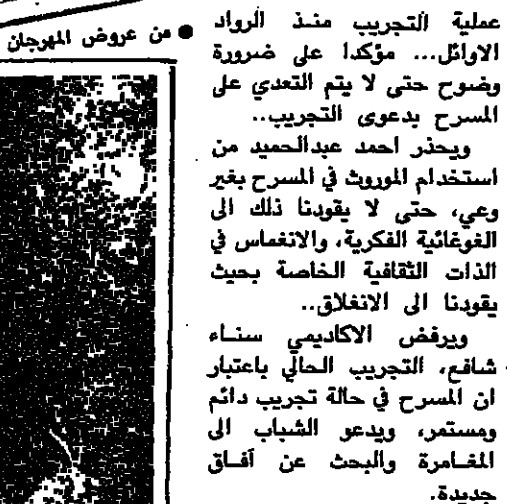 ● من عروض المهرجان
عملية التجريب منذ الرواد
الاوائل... مؤكدا على ضرورة
وضوح حتى لا يتم التعدي على
المسرح بدعوى التجريب..
ويحذر احمد عبدالحميد من
استخدام الموروث في المسرح بغير
وعي، حتى لا يقودنا ذلك الى
الغوغائية الفكرية، والانغماس في
الذات الثقافية الخاصة بحيث
يقودنا الى الانغلاق..
ويرفض الاكاديمي سناء
شافع، التجريب الحالي باعتبار
ان المسرح في حالة تجريب دائم
ومستمر، ويدعو الشباب الى
المغامرة والبحث عن آفاق
جديدة.